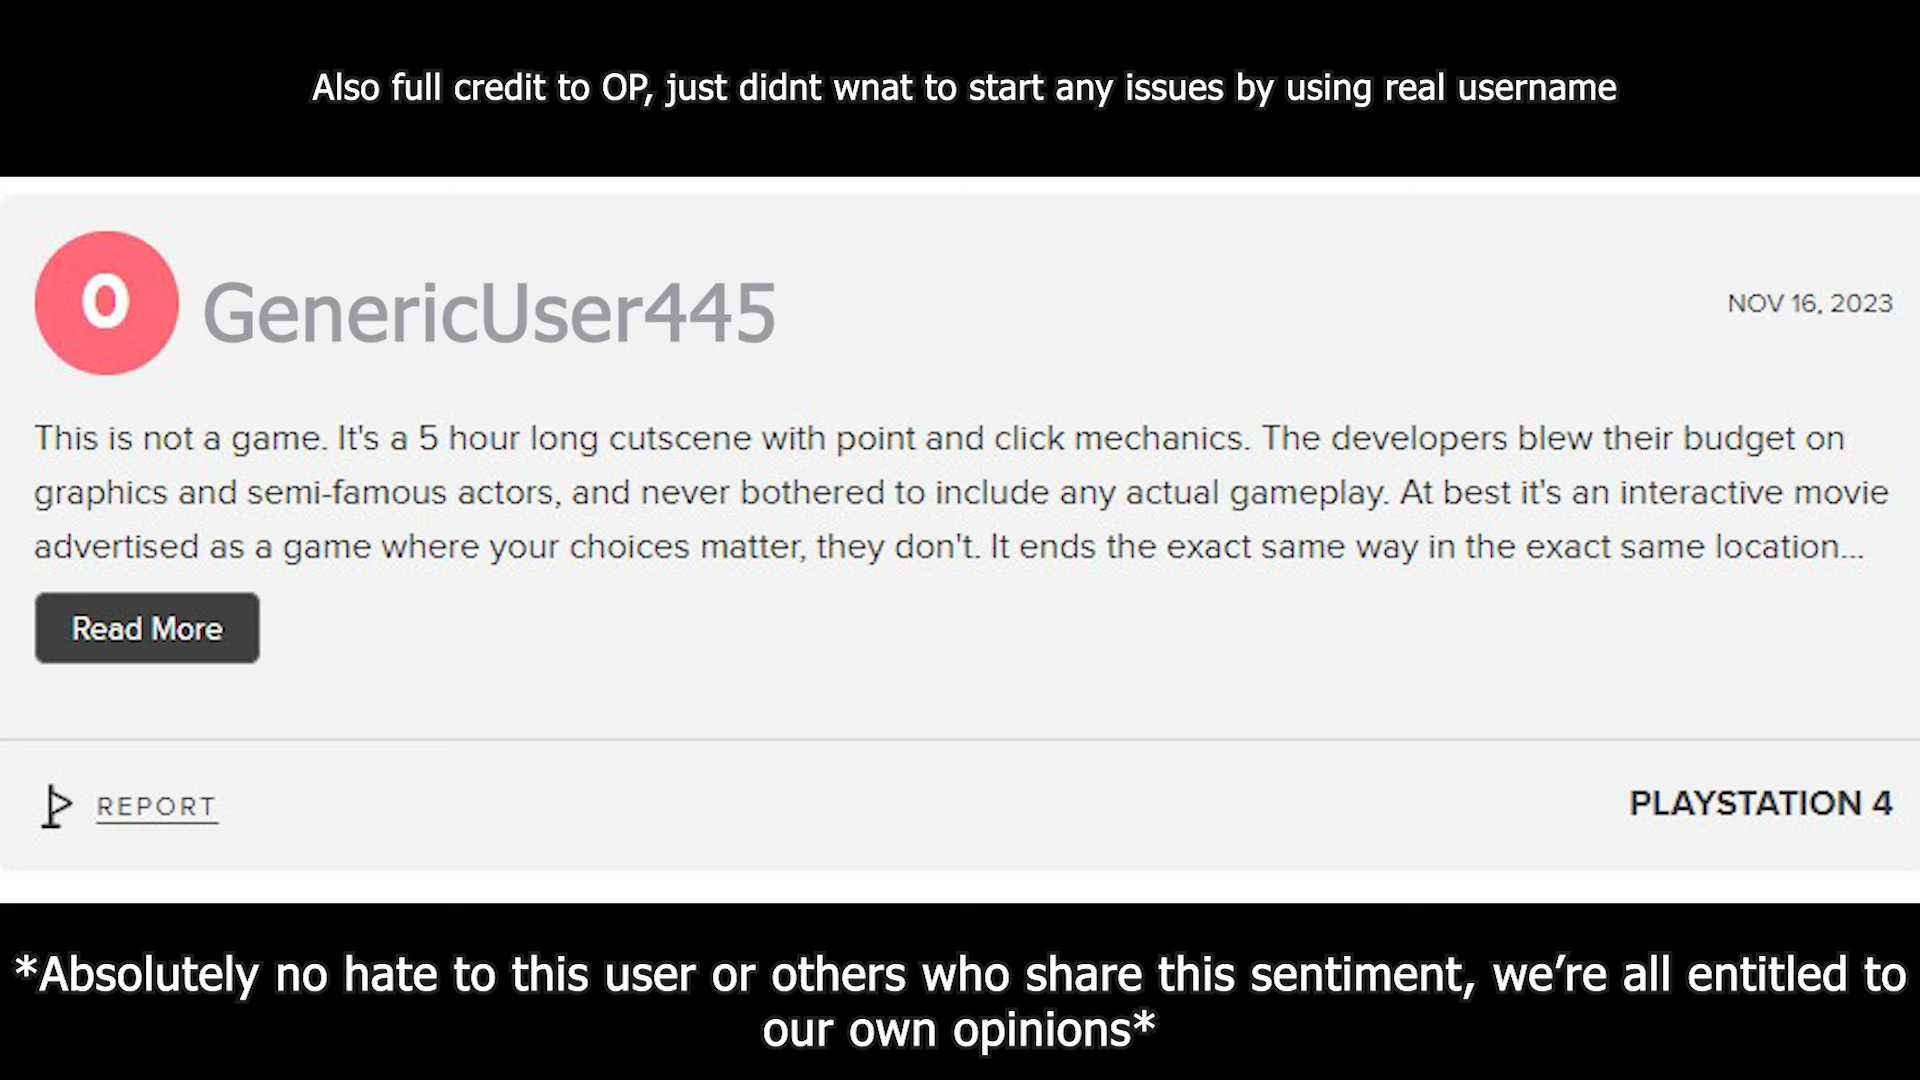 Also full credit to OP, just didnt wnat to start any issues by using real username
0
GenericUser445
NOV 16, 2023
This is not a game. It's a 5 hour long cutscene with point and click mechanics. The developers blew their budget on
graphics and semi-famous actors, and never bothered to include any actual gameplay. At best it's an interactive movie
advertised as a game where your choices matter, they don't. It ends the exact same way in the exact same location...
Read More
REPORT
PLAYSTATION 4
*Absolutely no hate to this user or others who share this sentiment, we’re all entitled to
our own opinions*